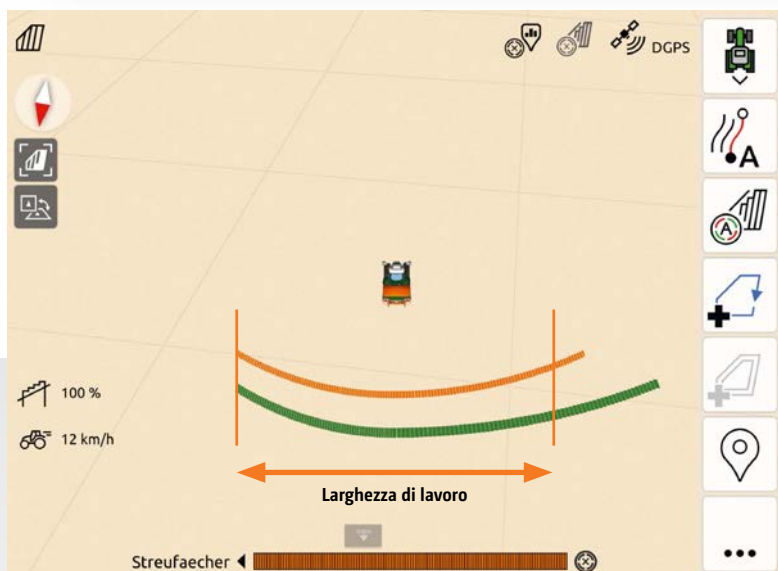 DGPS
A
A
100 %
12 km/h
Larghezza di lavoro
Streufaecher